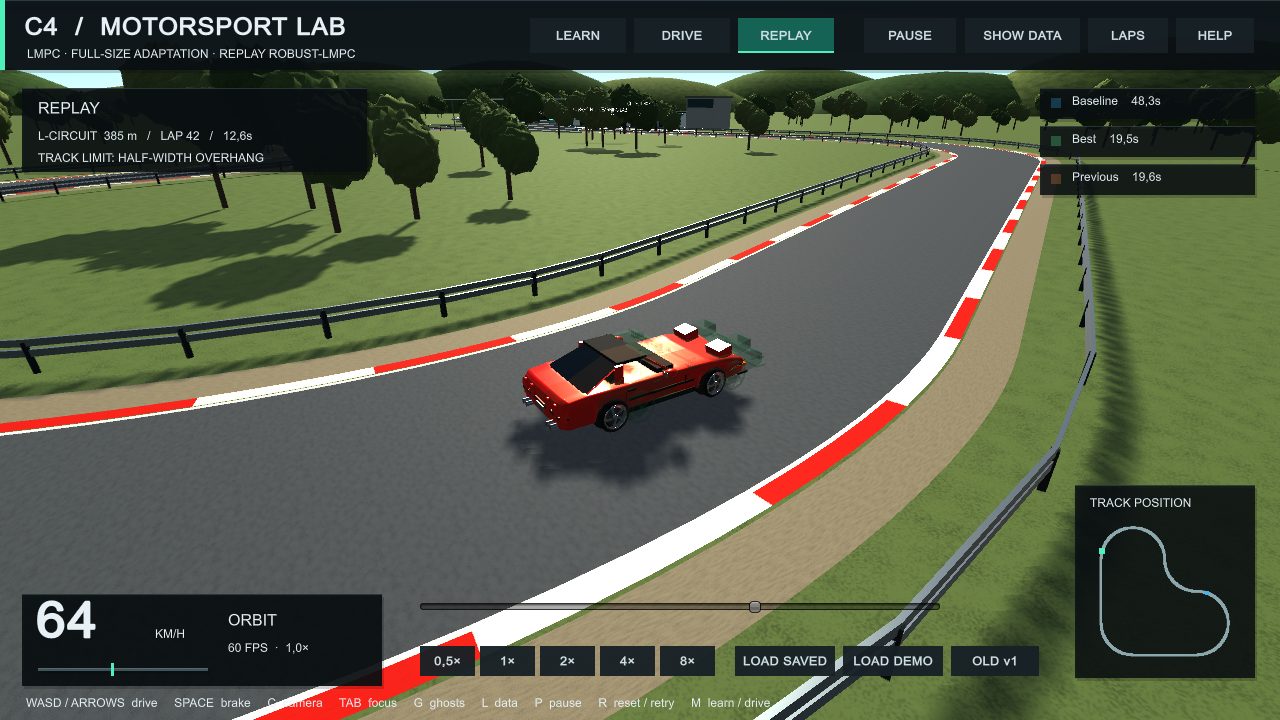 C4 / MOTORSPORT LAB
LMPC · FULL-SIZE ADAPTATION · REPLAY ROBUST-LMPC
LEARN
DRIVE
REPLAY
PAUSE
SHOW DATA
LAPS
HELP
REPLAY
L-CIRCUIT 385 m / LAP 42 / 12,6s
TRACK LIMIT: HALF-WIDTH OVERHANG
Baseline 48,3s
Best 19,5s
Previous 19,6s
TRACK POSITION
64 KM/H
ORBIT
60 FPS · 1,0×
0,5×
1×
2×
4×
8×
LOAD SAVED
LOAD DEMO
OLD v1
WASD / ARROWS drive SPACE brake C camera TAB focus G ghosts L data P pause R reset / retry M learn / drive